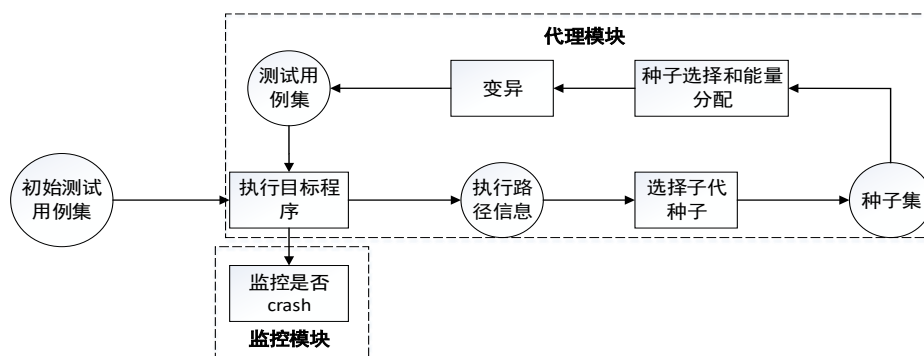 代理模块
测试用
例集
变异
种子选择和能量
分配
初始测试
用例集
执行目标程
序
执行路
径信息
选择子代
种子
种子集
监控是否
crash
监控模块